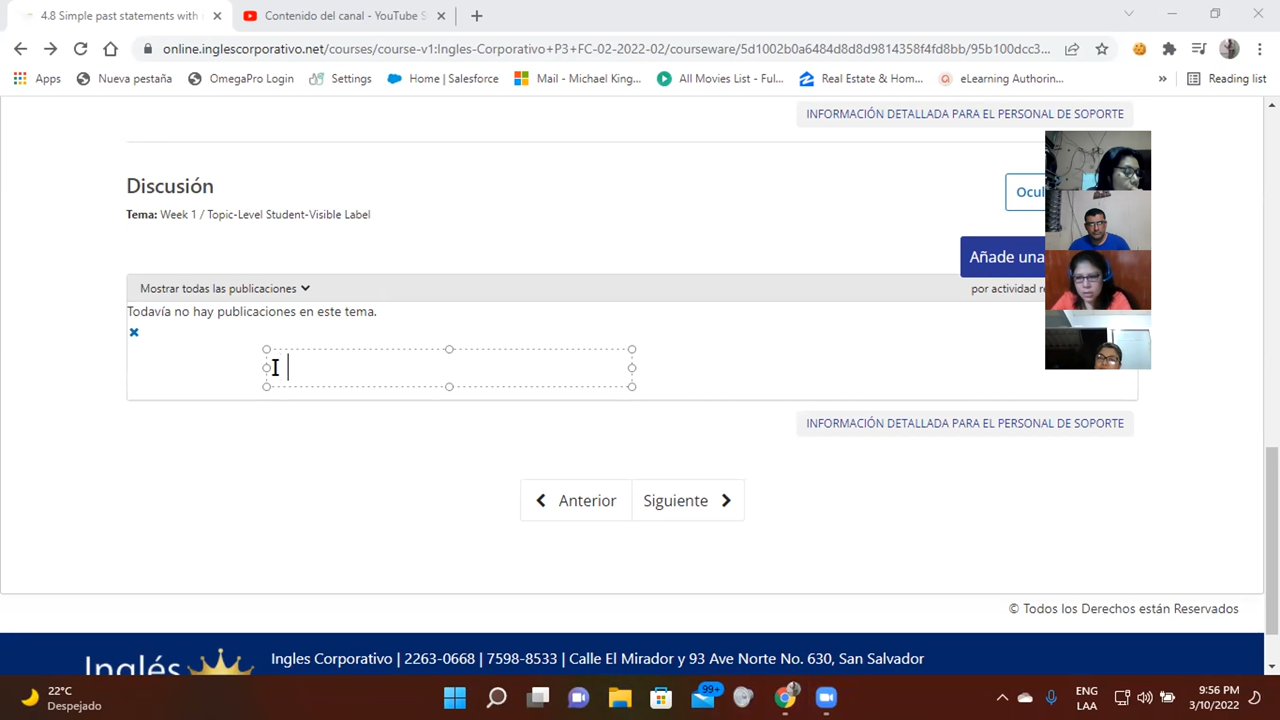 4.8 Simple past statements with
Contenido del canal - YouTube S
online.inglescorporativo.net/courses/course-v1:Ingles-Corporativo+P3+FC-02-2022-02/courseware/5d1002b0a6484d8d8d9814358f4fd8bb/95b100dcc3...
Apps
Nueva pestaña
OmegaPro Login
Settings
Home | Salesforce
Mail - Michael King...
All Movies List - Ful...
Real Estate & Hom...
eLearning Authorin...
»
Reading list
INFORMACIÓN DETALLADA PARA EL PERSONAL DE SOPORTE
Discusión
Ocul
Tema: Week 1 / Topic-Level Student-Visible Label
Añade una
Mostrar todas las publicaciones
por actividad re
Todavía no hay publicaciones en este tema.
INFORMACIÓN DETALLADA PARA EL PERSONAL DE SOPORTE
Anterior
Siguiente
© Todos los Derechos están Reservados
Inglés
Ingles Corporativo | 2263-0668 | 7598-8533 | Calle El Mirador y 93 Ave Norte No. 630, San Salvador
22°C
Despejado
99+
ENG
LAA
9:56 PM
3/10/2022